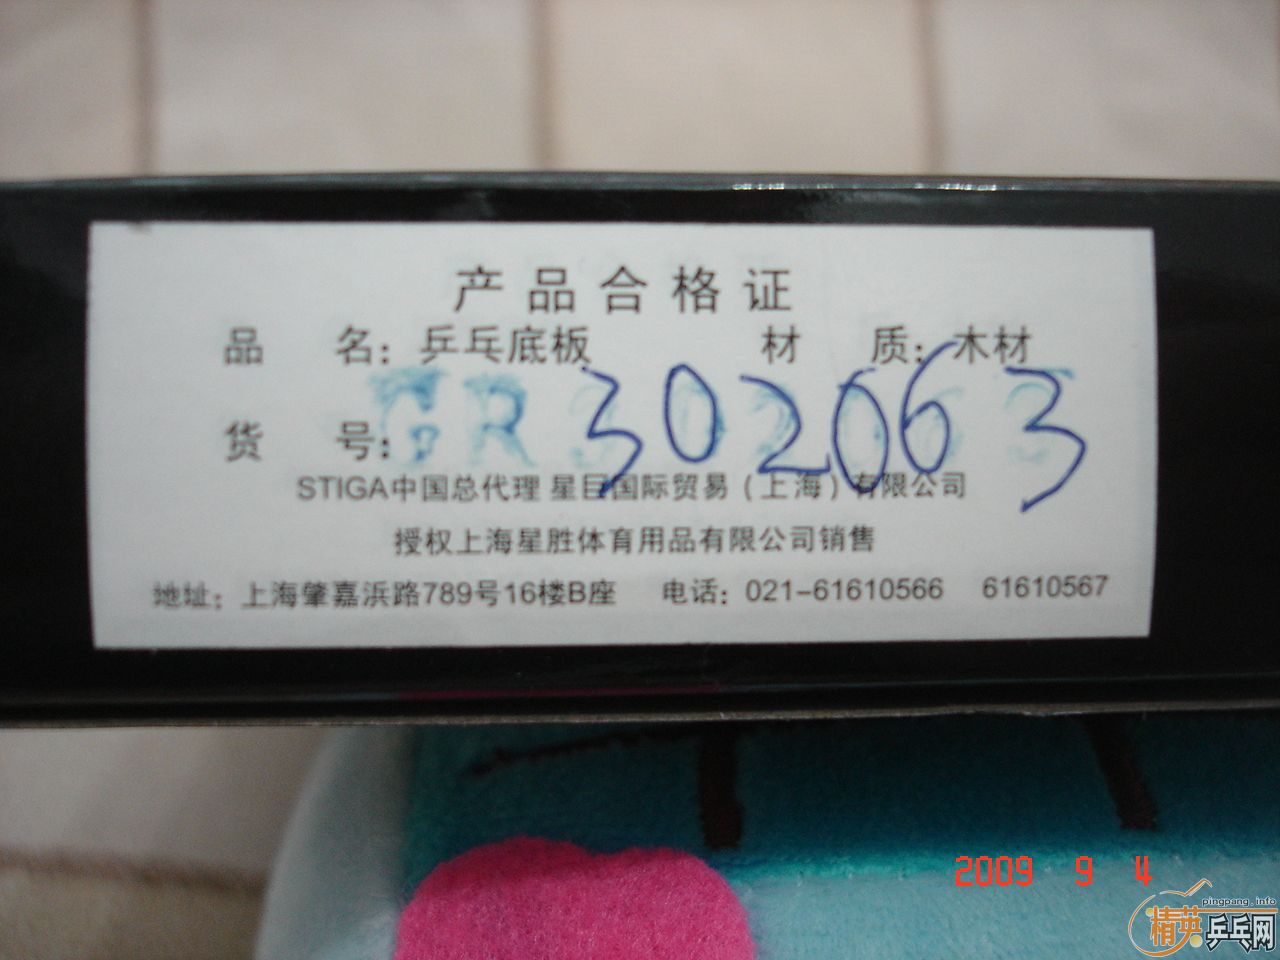 产品合格证
品 名：乒乓底板 材 质：木材
货 号：GR302063
STIGA中国总代理 星目国际贸易（上海）有限公司
授权上海星胜体育用品有限公司销售
地址：上海肇嘉浜路789号16楼B座 电话：021-61610566 61610567
2009 9 4
pingpang.info
精英乒乓网